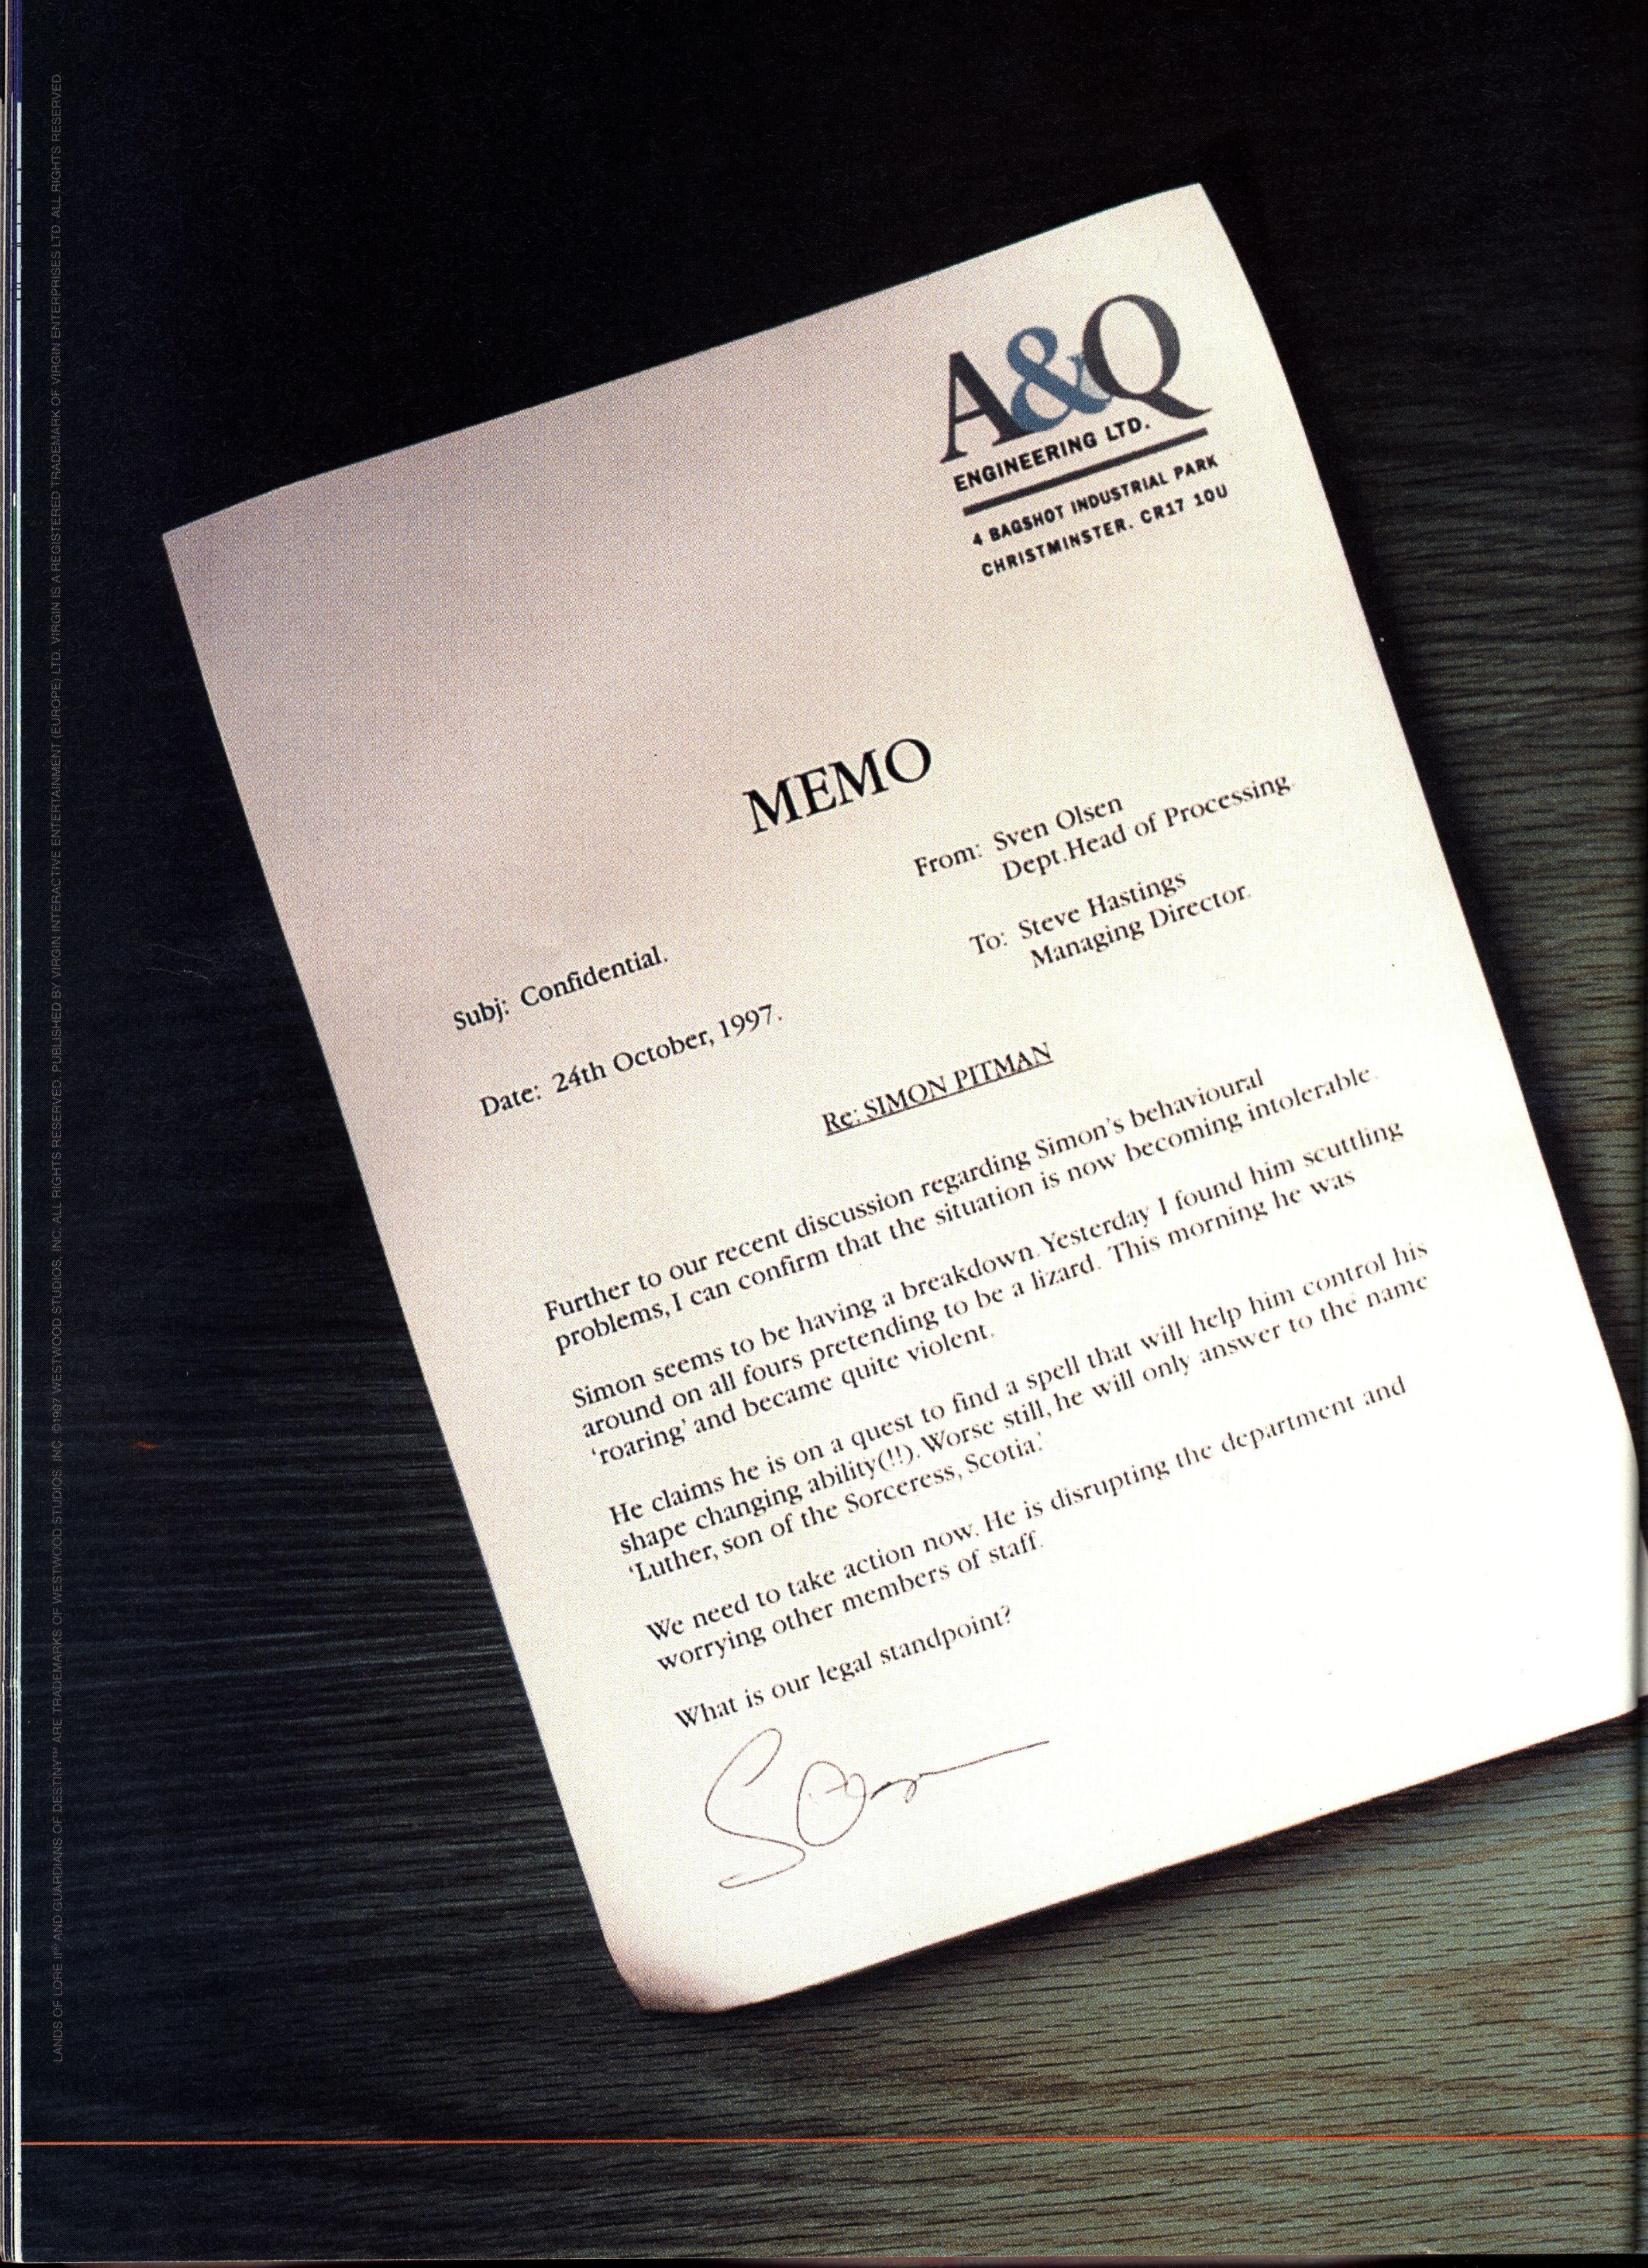 A&Q
ENGINEERING LTD.
4 BAGSHOT INDUSTRIAL PARK
CHRISTMINSTER. CR17 10U
MEMO
From: Sven Olsen
Dept.Head of Processing.
To: Steve Hastings
Managing Director.
Subj: Confidential.
Date: 24th October, 1997.
Re: SIMON PITMAN
Further to our recent discussion regarding Simon's behavioural
problems, I can confirm that the situation is now becoming intolerable.
Simon seems to be having a breakdown. Yesterday I found him scuttling
around on all fours pretending to be a lizard. This morning he was
'roaring' and became quite violent.
He claims he is on a quest to find a spell that will help him control his
shape changing ability(!!). Worse still, he will only answer to the name
'Luther, son of the Sorceress, Scotia.'
We need to take action now. He is disrupting the department and
worrying other members of staff.
What is our legal standpoint?
LANDS OF LORE II® AND GUARDIANS OF DESTINY™ ARE TRADEMARKS OF WESTWOOD STUDIOS, INC. ©1997 WESTWOOD STUDIOS, INC. ALL RIGHTS RESERVED. PUBLISHED BY VIRGIN INTERACTIVE ENTERTAINMENT (EUROPE) LTD. VIRGIN IS A REGISTERED TRADEMARK OF VIRGIN ENTERPRISES LTD. ALL RIGHTS RESERVED